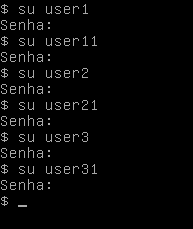 $ su user1
Senha:
$ su user11
Senha:
$ su user2
Senha:
$ su user21
Senha:
$ su user3
Senha:
$ su user31
Senha:
$ _